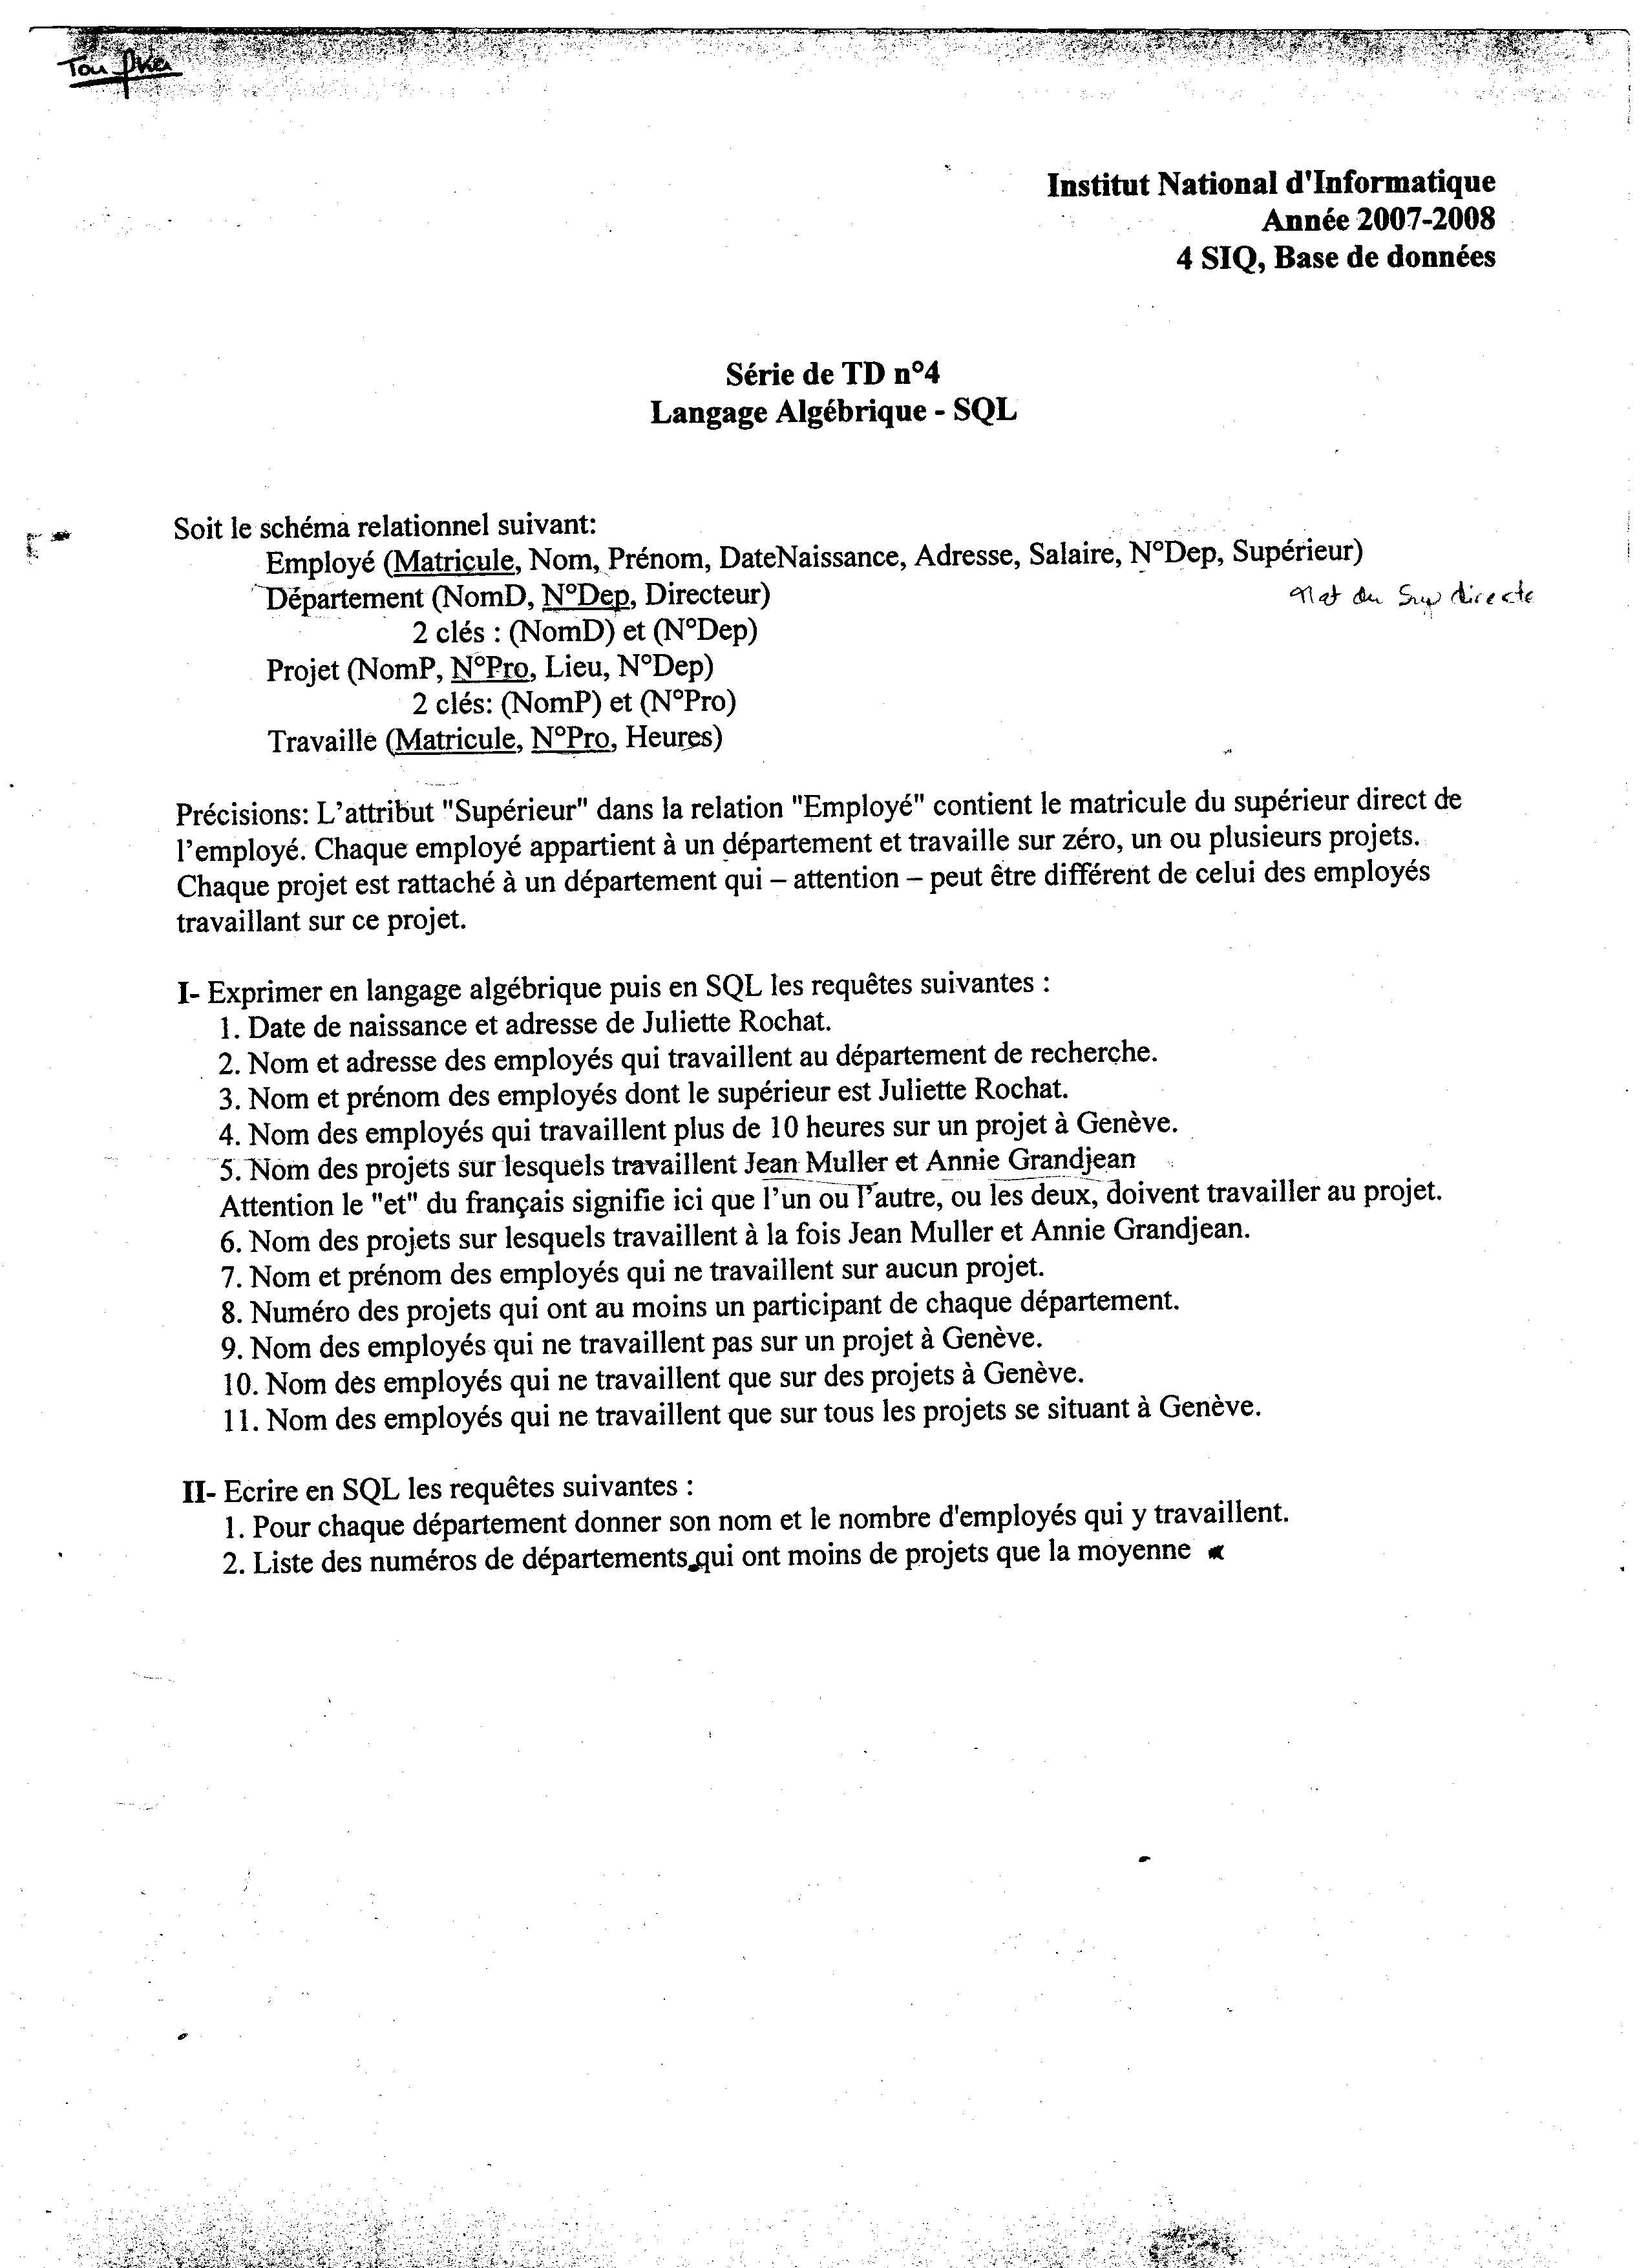 Institut National d'Informatique
Année 2007-2008
4 SIQ, Base de données
Série de TD n°4
Langage Algébrique - SQL
Soit le schéma relationnel suivant:
Employé (Matricule, Nom, Prénom, DateNaissance, Adresse, Salaire, N°Dep, Supérieur)
Département (NomD, N°Dep, Directeur)
Mat du Sup directe
2 clés : (NomD) et (N°Dep)
Projet (NomP, N°Pro, Lieu, N°Dep)
2 clés: (NomP) et (N°Pro)
Travaille (Matricule, N°Pro, Heures)
Précisions: L'attribut "Supérieur" dans la relation "Employé" contient le matricule du supérieur direct de
l'employé. Chaque employé appartient à un département et travaille sur zéro, un ou plusieurs projets.
Chaque projet est rattaché à un département qui – attention – peut être différent de celui des employés
travaillant sur ce projet.
I- Exprimer en langage algébrique puis en SQL les requêtes suivantes :
1. Date de naissance et adresse de Juliette Rochat.
2. Nom et adresse des employés qui travaillent au département de recherche.
3. Nom et prénom des employés dont le supérieur est Juliette Rochat.
4. Nom des employés qui travaillent plus de 10 heures sur un projet à Genève.
5. Nom des projets sur lesquels travaillent Jean Muller et Annie Grandjean
Attention le "et" du français signifie ici que l'un ou l'autre, ou les deux, doivent travailler au projet.
6. Nom des projets sur lesquels travaillent à la fois Jean Muller et Annie Grandjean.
7. Nom et prénom des employés qui ne travaillent sur aucun projet.
8. Numéro des projets qui ont au moins un participant de chaque département.
9. Nom des employés qui ne travaillent pas sur un projet à Genève.
10. Nom des employés qui ne travaillent que sur des projets à Genève.
11. Nom des employés qui ne travaillent que sur tous les projets se situant à Genève.
II- Ecrire en SQL les requêtes suivantes :
1. Pour chaque département donner son nom et le nombre d'employés qui y travaillent.
2. Liste des numéros de départements qui ont moins de projets que la moyenne